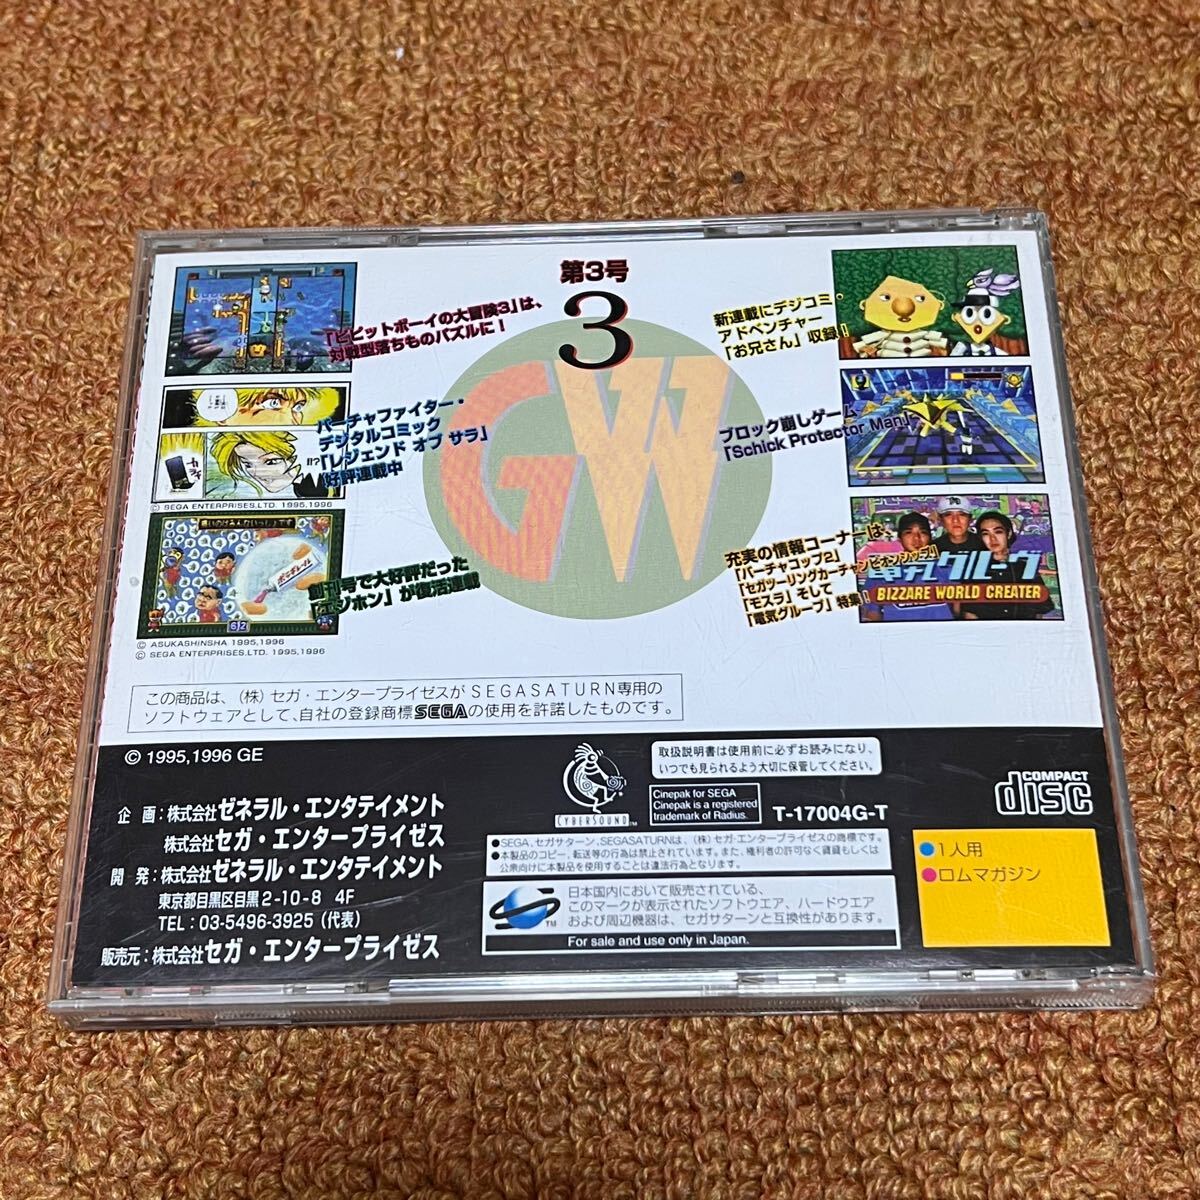 第3号
3
GW
「ビビットボーイの大冒険3」は、
対戦型落ちものパズルに！
バーチャファイター・
デジタルコミック
「レジェンド オブ サラ」
好評連載中
© SEGA ENTERPRISES,LTD. 1995,1996
創刊号で大好評だった
「エジホン」が復活連載
© ASUKASHINSHA 1995,1996
© SEGA ENTERPRISES,LTD. 1995,1996
新連載にデジコミ・
アドベンチャー
「お兄さん」収録！
ブロック崩しゲーム
「Schick Protactor Man」
充実の情報コーナーは、
「バーチャコップ2」
「セガツーリングカーチャンピオンシップ」
「モスラ」そして
「電気グルーブ」特集！
電気グルーヴ
BIZZARE WORLD CREATER
この商品は、（株）セガ・エンタープライゼスがSEGASATURN専用の
ソフトウェアとして、自社の登録商標SEGAの使用を許諾したものです。
© 1995,1996 GE
企 画：株式会社ゼネラル・エンタテイメント
株式会社セガ・エンタープライゼス
開 発：株式会社ゼネラル・エンタテイメント
東京都目黒区目黒2-10-8 4F
TEL：03-5496-3925（代表）
販売元：株式会社セガ・エンタープライゼス
CYBERSOUND™
取扱説明書は使用前に必ずお読みになり、
いつでも見られるよう大切に保管してください。
Cinepak for SEGA
Cinepak is a registered
trademark of Radius.
T-17004G-T
●SEGA、セガサターン、SEGASATURNは、（株）セガ・エンタープライゼスの商標です。
●本製品のコピー、転送等の行為は禁止されています。また、権利者の許可なく賃貸もしくは
公衆向けに本製品を使用することは違法行為となります。
日本国内において販売されている、
このマークが表示されたソフトウエア、ハードウエア
および周辺機器は、セガサターンと互換性があります。
TM
For sale and use only in Japan.
COMPACT
disc
●1人用
●ロムマガジン